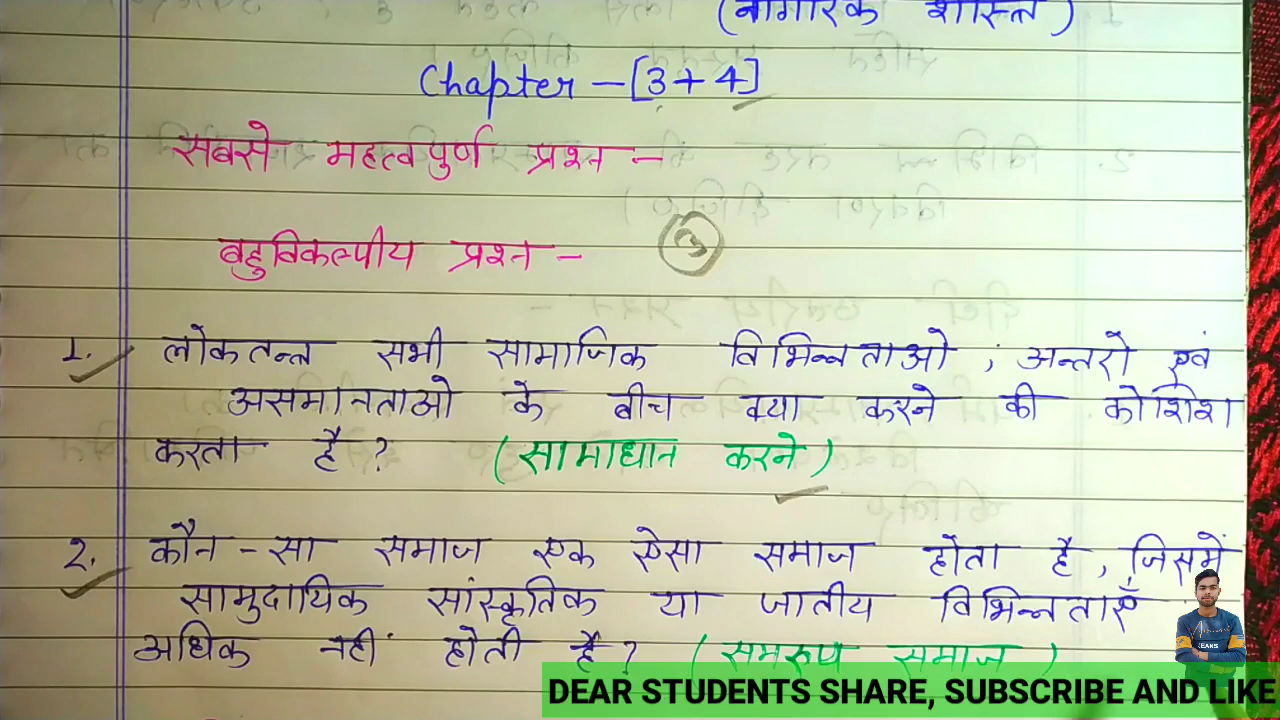 (नागरिक शास्त्र)
Chapter - [3+4]
सबसे महत्वपुर्ण प्रश्न -
बहुविकल्पीय प्रश्न - 3
1. लोकतन्त्र सभी सामाजिक विभिन्नताओ, अन्तरो एवं
असमानताओ के बीच क्या करने की कोशिश
करता है? (सामाधान करने)
2. कौन-सा समाज एक ऐसा समाज होता है, जिसमें
सामुदायिक सांस्कृतिक या जातीय विभिन्नताएँ
अधिक नहीं होती है? (समरूप समाज)
DEAR STUDENTS SHARE, SUBSCRIBE AND LIKE